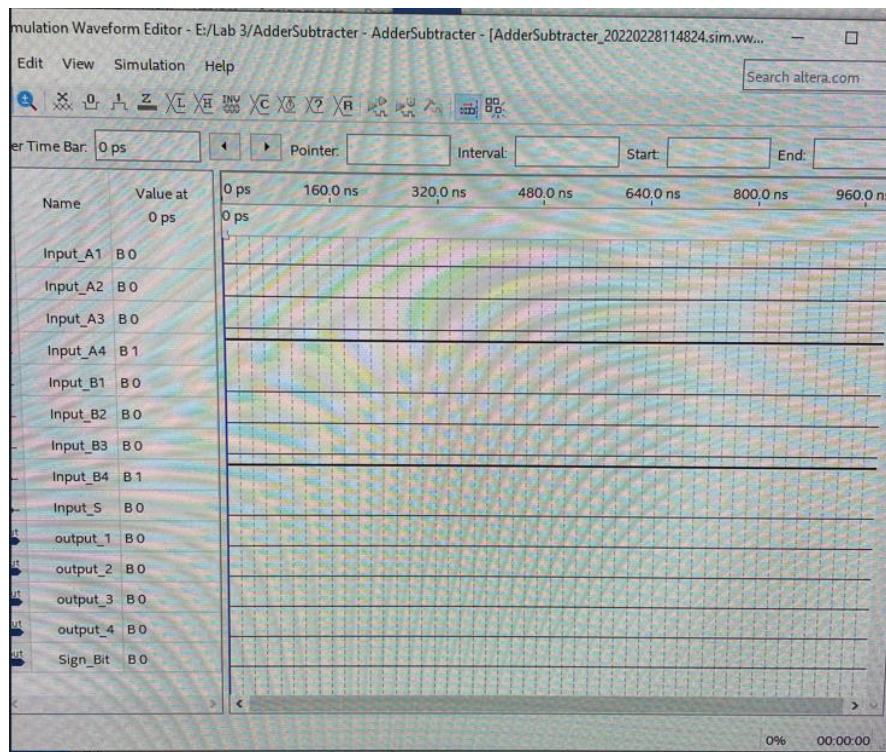 mulation Waveform Editor - E:/Lab 3/AdderSubtracter - AdderSubtracter - [AdderSubtracter_20220228114824.sim.vw...
Edit View Simulation Help
Search altera.com
er Time Bar: 0 ps Pointer: Interval: Start: End:
Name Value at 0 ps
0 ps 160.0 ns 320.0 ns 480.0 ns 640.0 ns 800.0 ns 960.0 n
0 ps
Input_A1 B 0
Input_A2 B 0
Input_A3 B 0
Input_A4 B 1
Input_B1 B 0
Input_B2 B 0
Input_B3 B 0
Input_B4 B 1
Input_S B 0
output_1 B 0
output_2 B 0
output_3 B 0
output_4 B 0
Sign_Bit B 0
0% 00:00:00